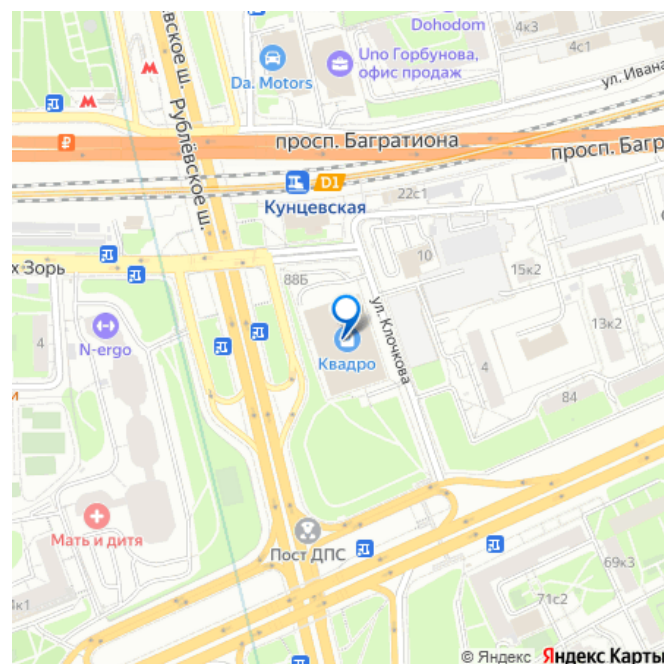 Dohodom
4к3
4с1
вское ш.
Рублёвское ш.
Da. Motors
Uno Горбунова,
офис продаж
ул. Ивана
просп. Багратиона
просп. Багр
D1
Кунцевская
22с1
х Зорь
88Б
10
15к2
ул. Клочкова
13к2
N-ergo
4
Квадро
4
84
и
Мать и дитя
Пост ДПС
69к3
71с2
4к1
© Яндекс Яндекс Карты